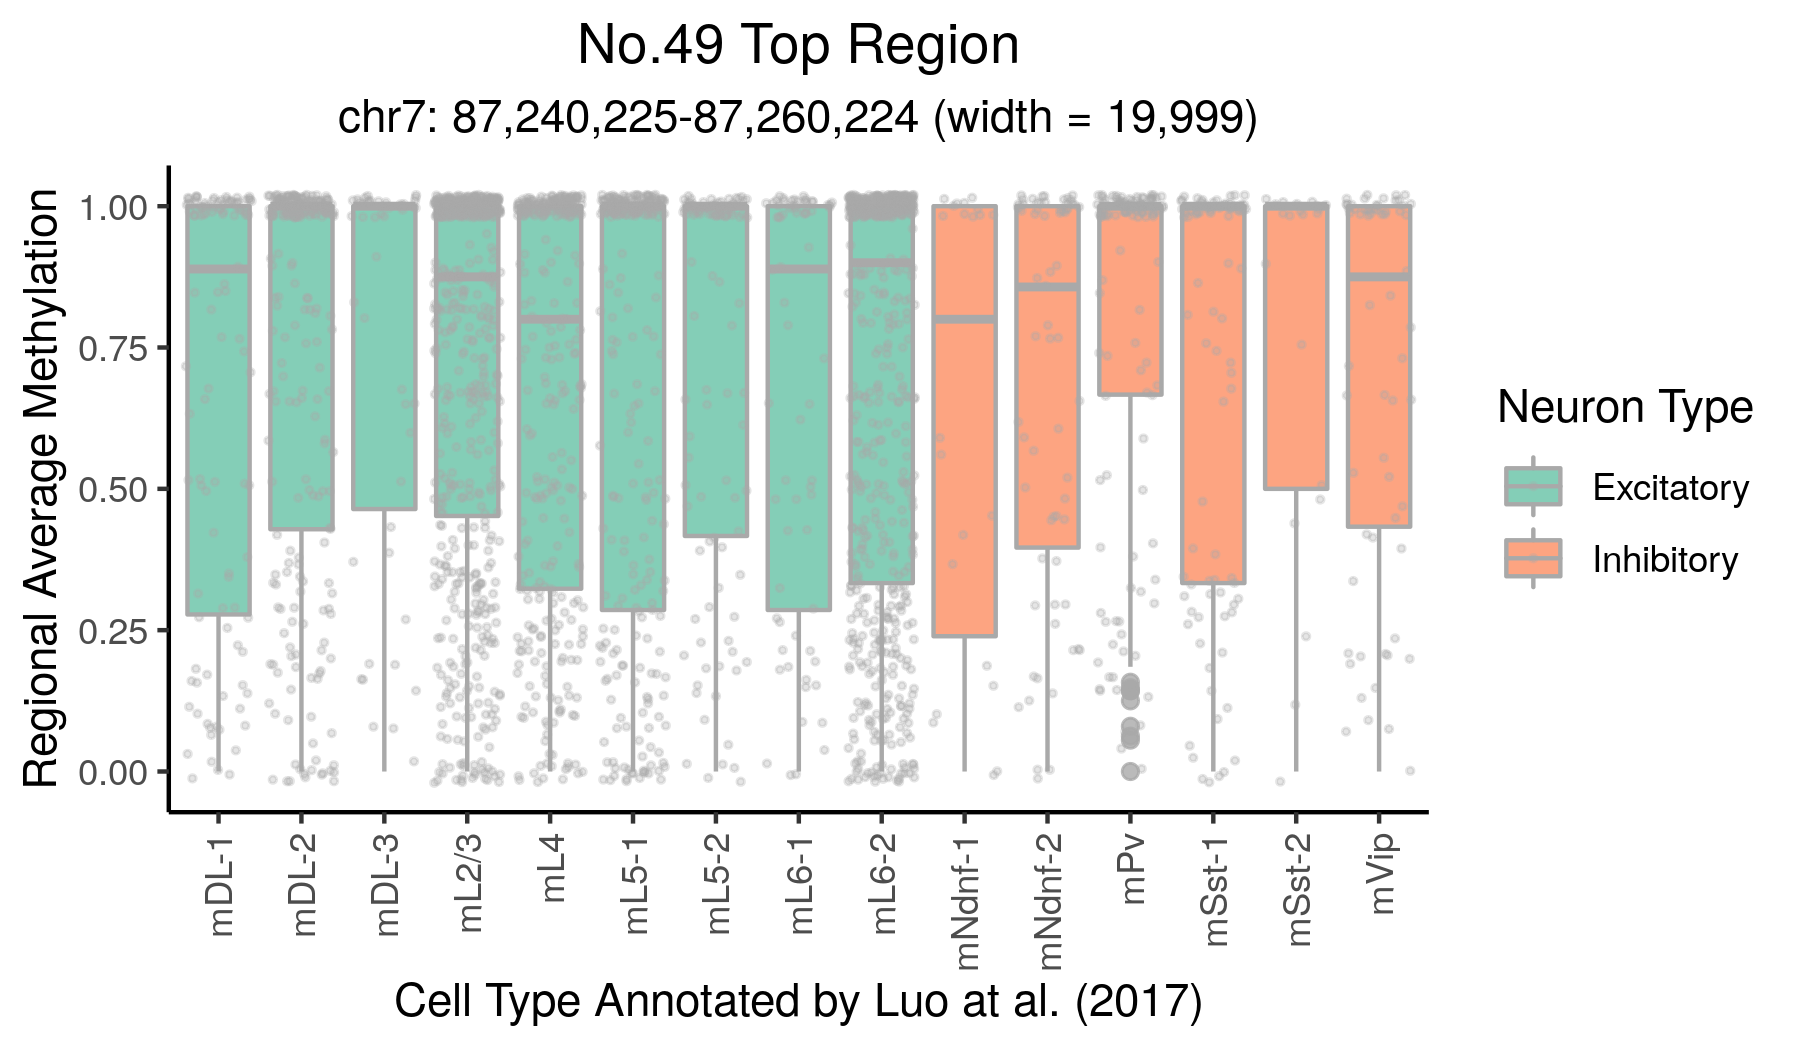 No.49 Top Region
chr7: 87,240,225-87,260,224 (width = 19,999)
Regional Average Methylation
1.00
0.75
0.50
0.25
0.00
mDL-1
mDL-2
mDL-3
mL2/3
mL4
mL5-1
mL5-2
mL6-1
mL6-2
mNdnf-1
mNdnf-2
mPv
mSst-1
mSst-2
mVip
Cell Type Annotated by Luo at al. (2017)
Neuron Type
Excitatory
Inhibitory